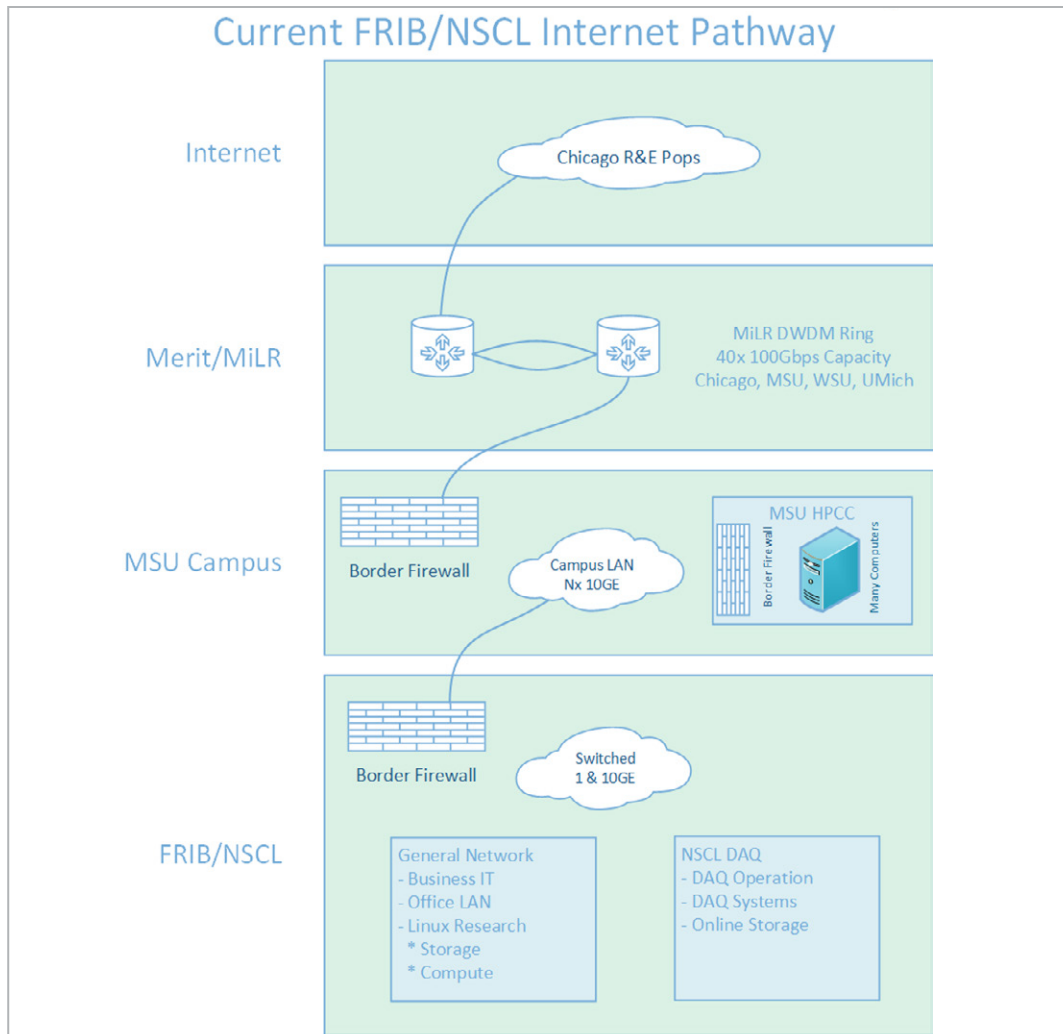 Current FRIB/NSCL Internet Pathway
Internet
Chicago R&E Pops
Merit/MiLR
MiLR DWDM Ring
40x 100Gbps Capacity
Chicago, MSU, WSU, UMich
MSU Campus
Border Firewall
Campus LAN
Nx 10GE
MSU HPCC
Border Firewall
Many Computers
FRIB/NSCL
Border Firewall
Switched
1 & 10GE
General Network
- Business IT
- Office LAN
- Linux Research
* Storage
* Compute
NSCL DAQ
- DAQ Operation
- DAQ Systems
- Online Storage